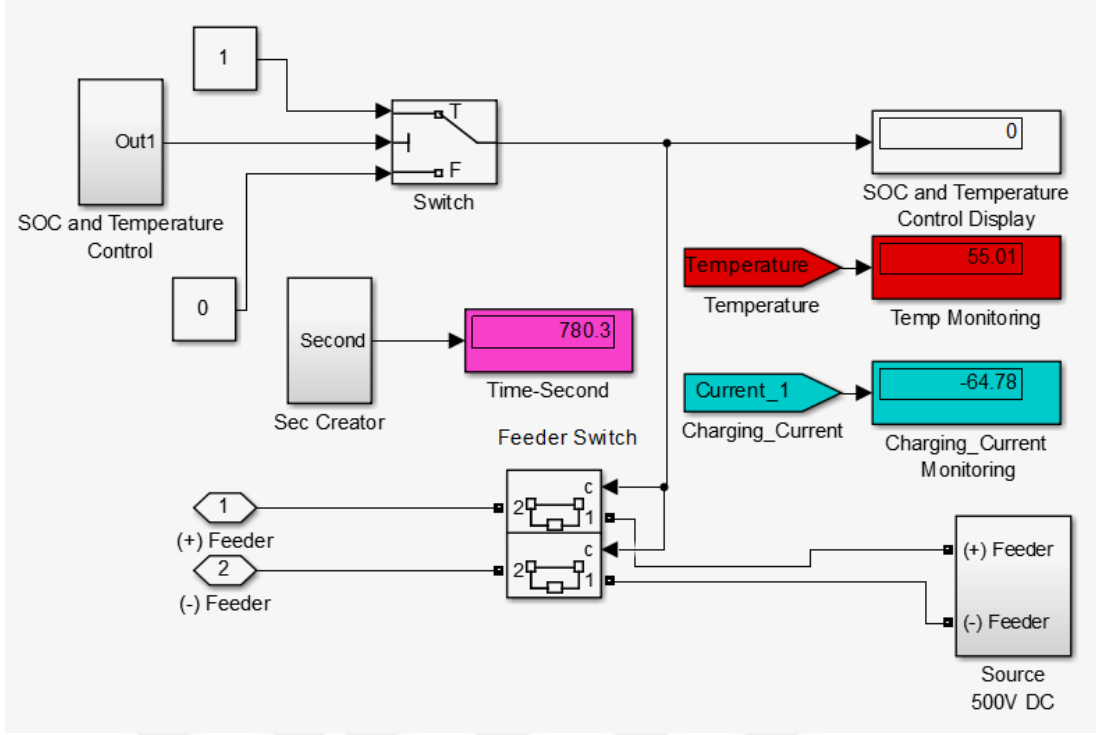 1
Out1
T
F
Switch
SOC and Temperature
Control
0
SOC and Temperature
Control Display
Temperature
Temperature
55.01
Temp Monitoring
0
Second
Sec Creator
780.3
Time-Second
Current_1
Charging_Current
-64.78
Charging_Current
Monitoring
Feeder Switch
1
(+) Feeder
2
(-) Feeder
c
2
1
c
2
1
(+) Feeder
(-) Feeder
Source
500V DC